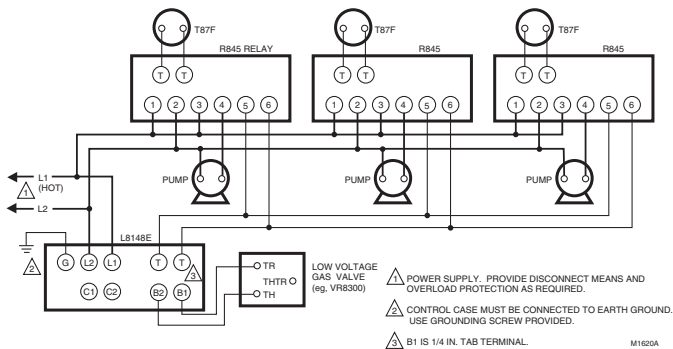 T87F T87F T87F
R845 RELAY R845 R845
T T T T T T
1 2 3 4 5 6 1 2 3 4 5 6 1 2 3 4 5 6
L1
(HOT)
1
PUMP PUMP PUMP
L2
L8148E
G L2 L1 T T
2
3
C1 C2 B2 B1
TR
THTR
TH
LOW VOLTAGE
GAS VALVE
(eg, VR8300)
1 POWER SUPPLY. PROVIDE DISCONNECT MEANS AND
OVERLOAD PROTECTION AS REQUIRED.
2 CONTROL CASE MUST BE CONNECTED TO EARTH GROUND.
USE GROUNDING SCREW PROVIDED.
3 B1 IS 1/4 IN. TAB TERMINAL.
M1620A